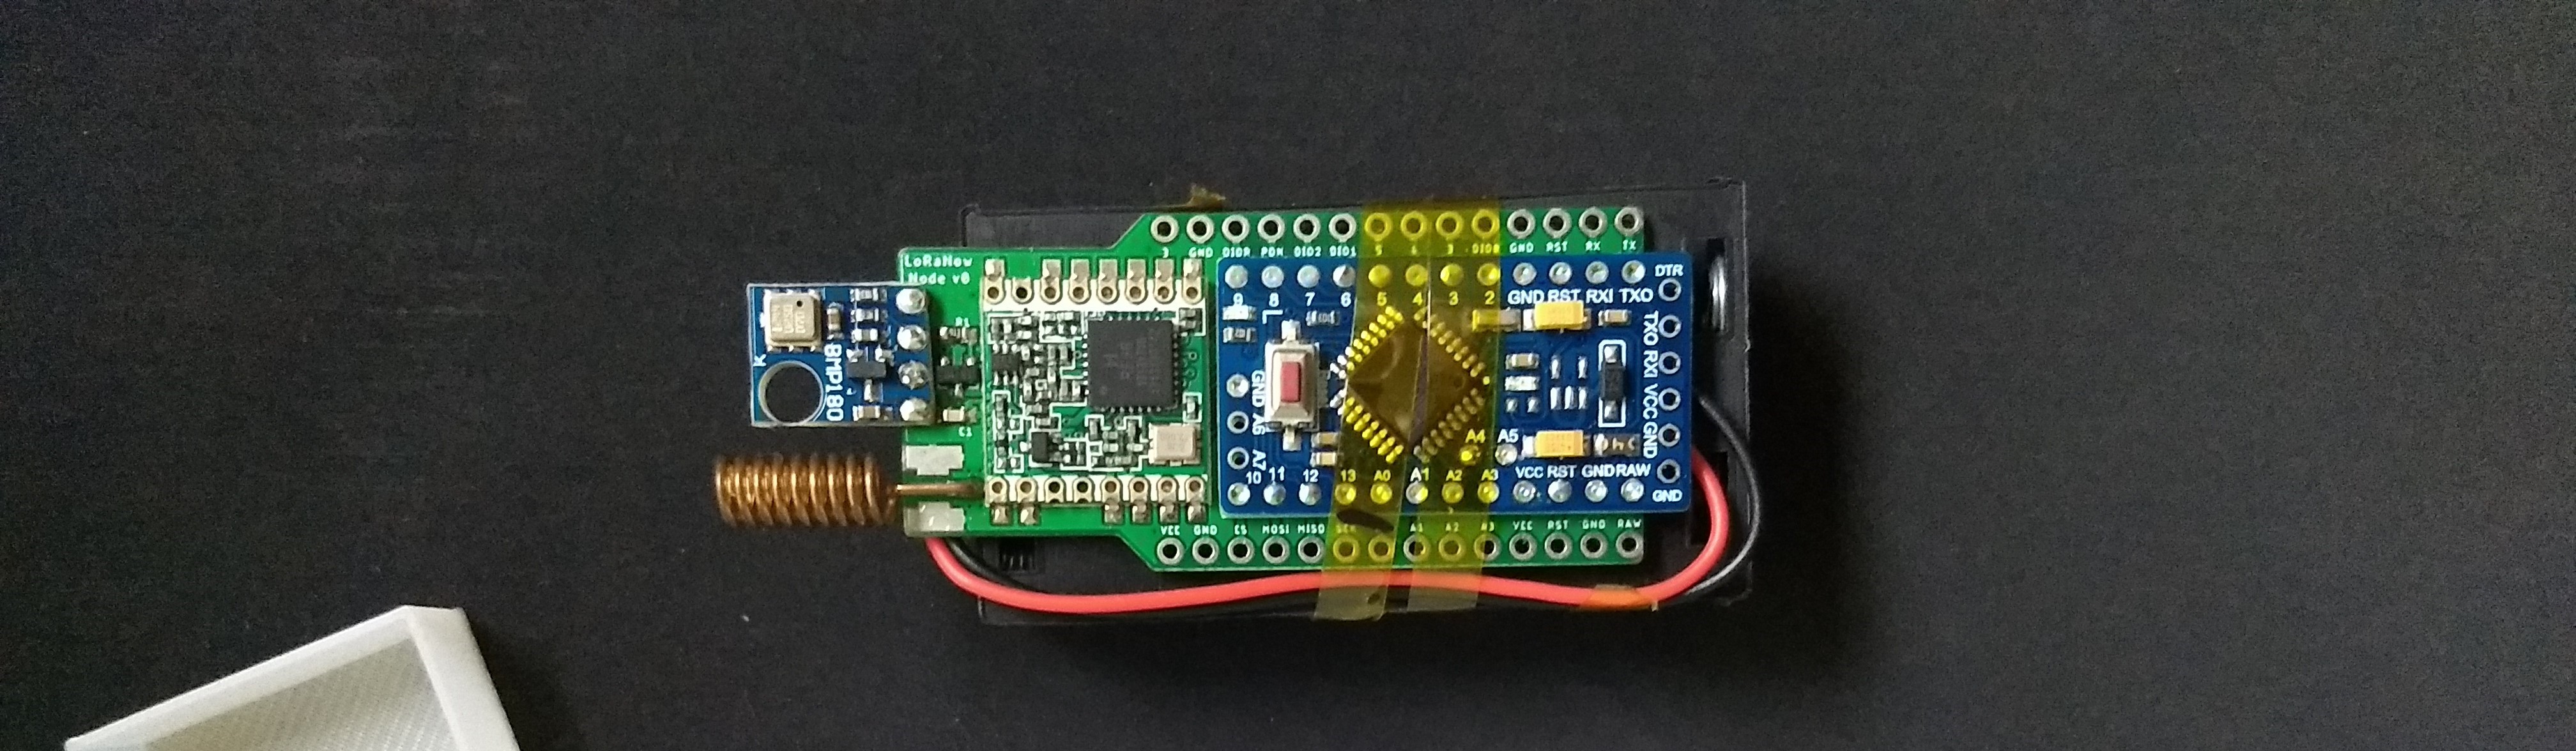 LoRaNow
Node v0
3 GND DIO2 DIO1 5 4 3 DIO0 GND RST RX TX
9 8 7 6 5 4 3 2 GND RST RXI TXO
DTR
TXO
RXI
VCC
GND
GND
L
GND
A6
A7
10 11 12 13 A0 A1 A2 A3 VCC RST GND RAW
A4 A5
VCC GND CS MOSI MISO SCK A1 A2 A3 VCC RST GND RAW
BMP180
K
R1
C1